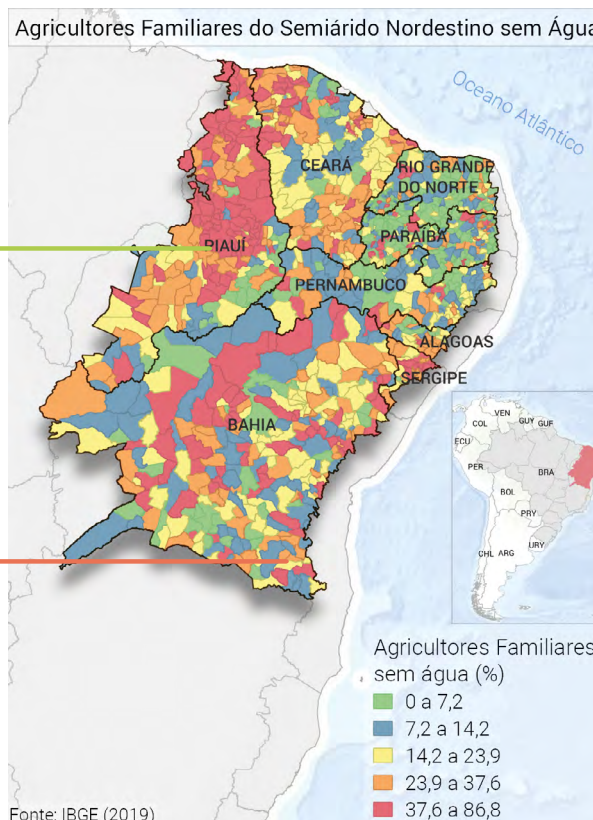 Agricultores Familiares do Semiárido Nordestino sem Água
Oceano Atlântico
CEARÁ
RIO GRANDE
DO NORTE
PARAÍBA
PIAUÍ
PERNAMBUCO
ALAGOAS
SERGIPE
BAHIA
VEN
COL
GUY
GUF
ECU
PER
BRA
BOL
PRY
CHL
ARG
URY
Agricultores Familiares
sem água (%)
0 a 7,2
7,2 a 14,2
14,2 a 23,9
23,9 a 37,6
37,6 a 86,8
Fonte: IBGE (2019)